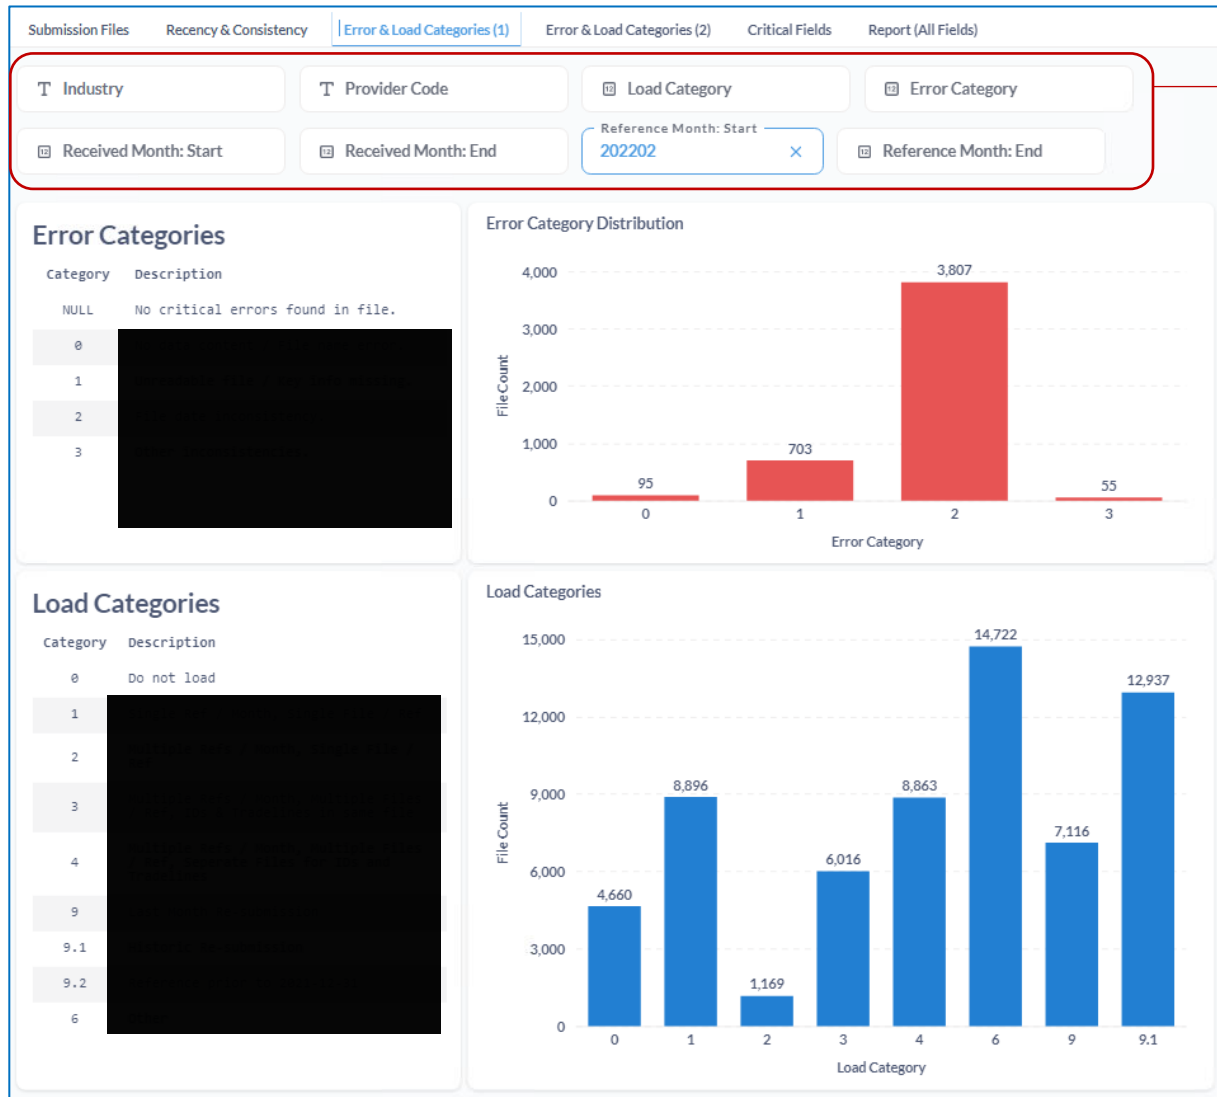 Submission Files Recency & Consistency Error & Load Categories (1) Error & Load Categories (2) Critical Fields Report (All Fields)
T Industry T Provider Code 12 Load Category 12 Error Category
Reference Month: Start
12 Received Month: Start 12 Received Month: End 202202 × 12 Reference Month: End
Error Categories
Category Description
NULL No critical errors found in file.
0
1
2
3
Error Category Distribution
4,000
3,000
2,000
1,000
0
File Count
95
703
3,807
55
0 1 2 3
Error Category
Load Categories
Category Description
0 Do not load
1
2
3
4
9
9.1
9.2
6
Load Categories
15,000
12,000
9,000
6,000
3,000
0
File Count
4,660
8,896
1,169
6,016
8,863
14,722
7,116
12,937
0 1 2 3 4 6 9 9.1
Load Category